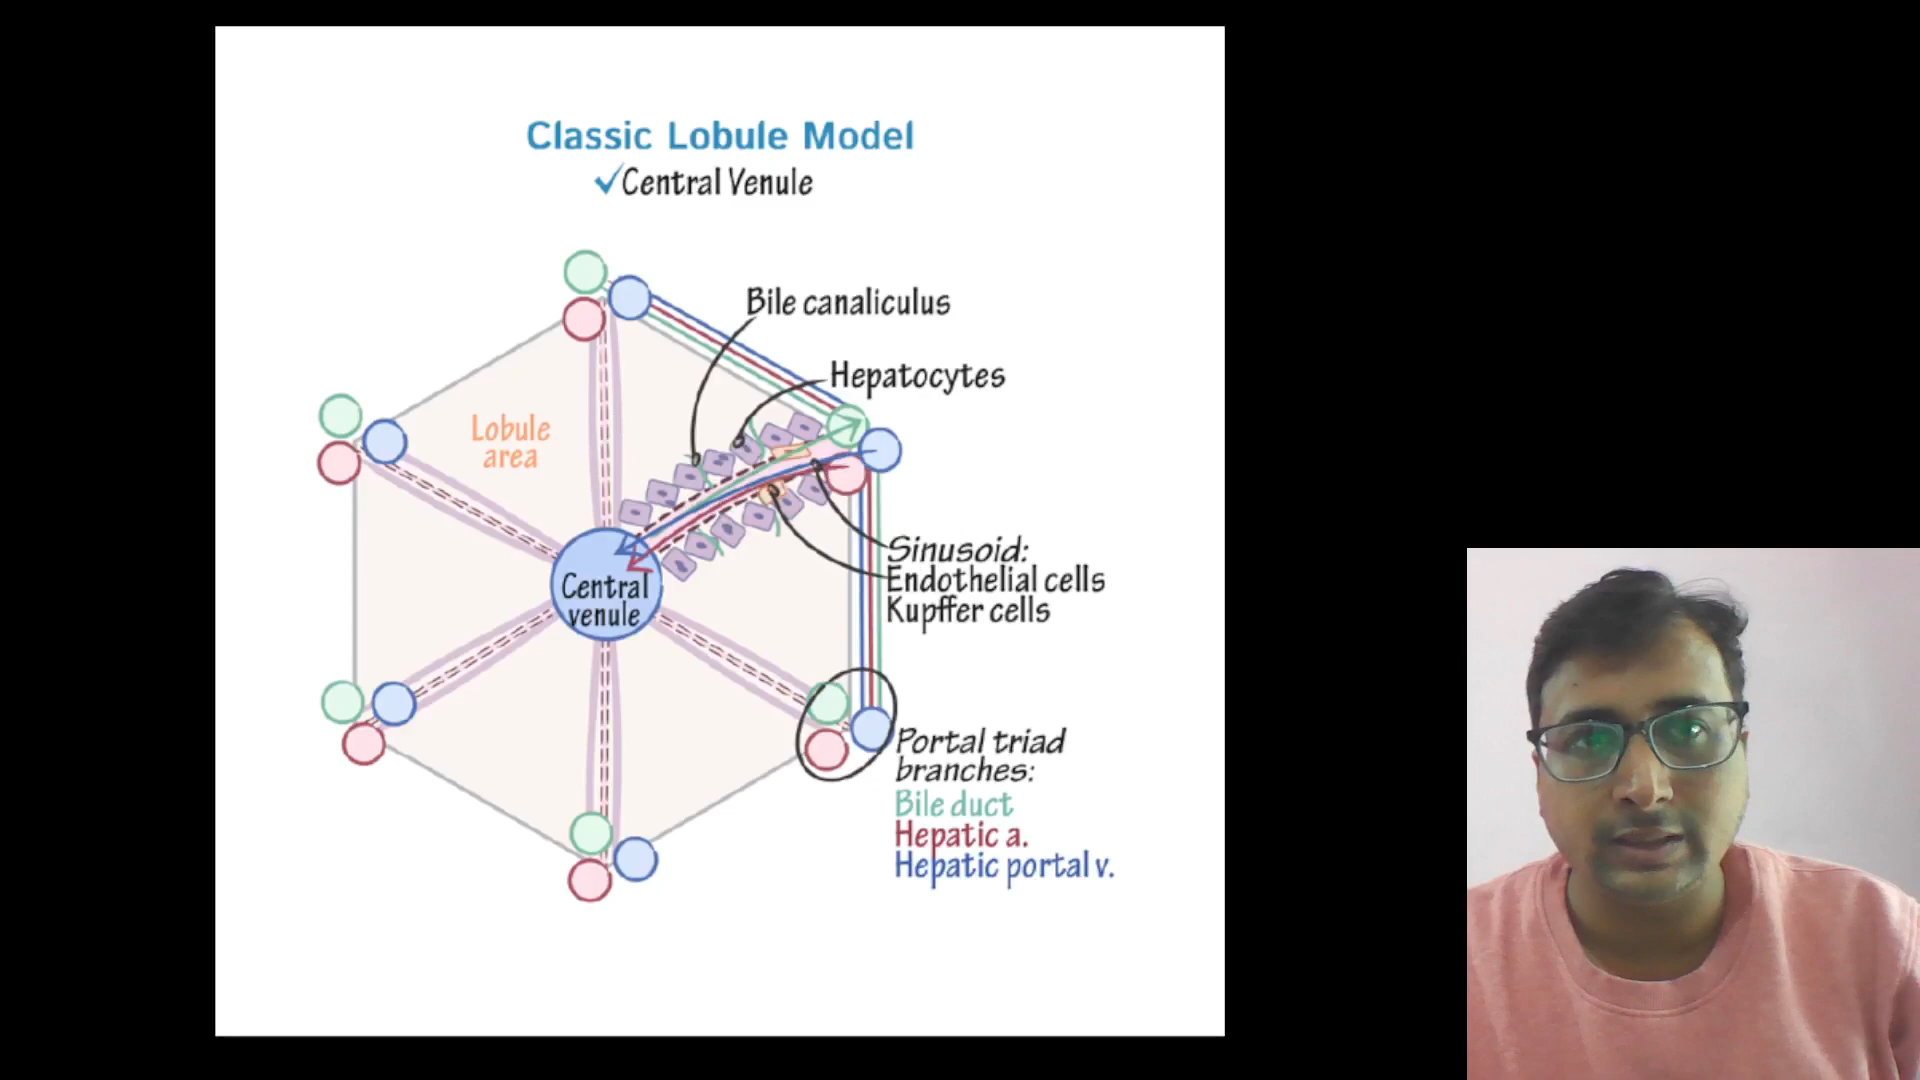 Classic Lobule Model
✓Central Venule
Bile canaliculus
Hepatocytes
Lobule
area
Sinusoid:
Endothelial cells
Kupffer cells
Central
venule
Portal triad
branches:
Bile duct
Hepatic a.
Hepatic portal v.